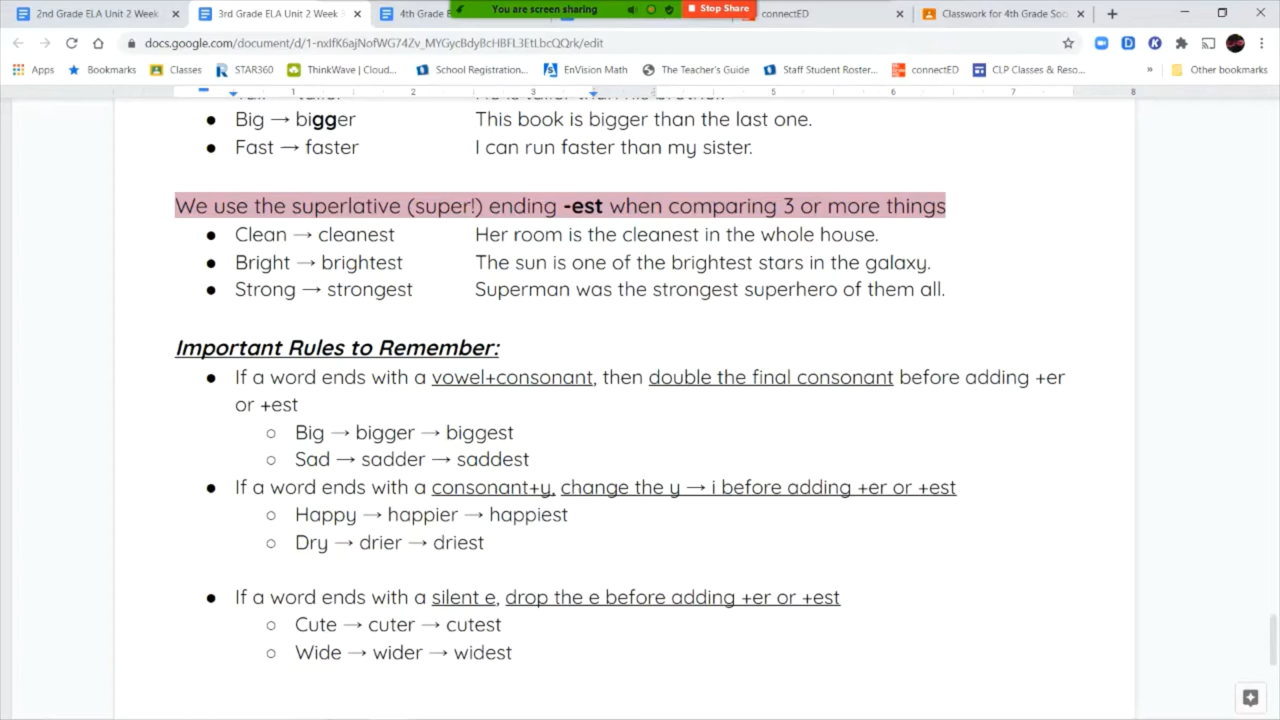 2nd Grade ELA Unit 2 Week
3rd Grade ELA Unit 2 Week
4th Grade E
You are screen sharing
Stop Share
connectED
Classwork for 4th Grade Soc
docs.google.com/document/d/1-nxlfK6ajNofWG74Zv_MYGycBdyBcHBFL3EtLbcQQrk/edit
Apps
Bookmarks
Classes
STAR360
ThinkWave | Cloud...
School Registration...
EnVision Math
The Teacher's Guide
Staff Student Roster...
connectED
CLP Classes & Reso...
»
Other bookmarks
1 2 3 5 6 7 8
● Big → bigger This book is bigger than the last one.
● Fast → faster I can run faster than my sister.
We use the superlative (super!) ending -est when comparing 3 or more things
● Clean → cleanest Her room is the cleanest in the whole house.
● Bright → brightest The sun is one of the brightest stars in the galaxy.
● Strong → strongest Superman was the strongest superhero of them all.
Important Rules to Remember:
● If a word ends with a vowel+consonant, then double the final consonant before adding +er
or +est
○ Big → bigger → biggest
○ Sad → sadder → saddest
● If a word ends with a consonant+y, change the y → i before adding +er or +est
○ Happy → happier → happiest
○ Dry → drier → driest
● If a word ends with a silent e, drop the e before adding +er or +est
○ Cute → cuter → cutest
○ Wide → wider → widest